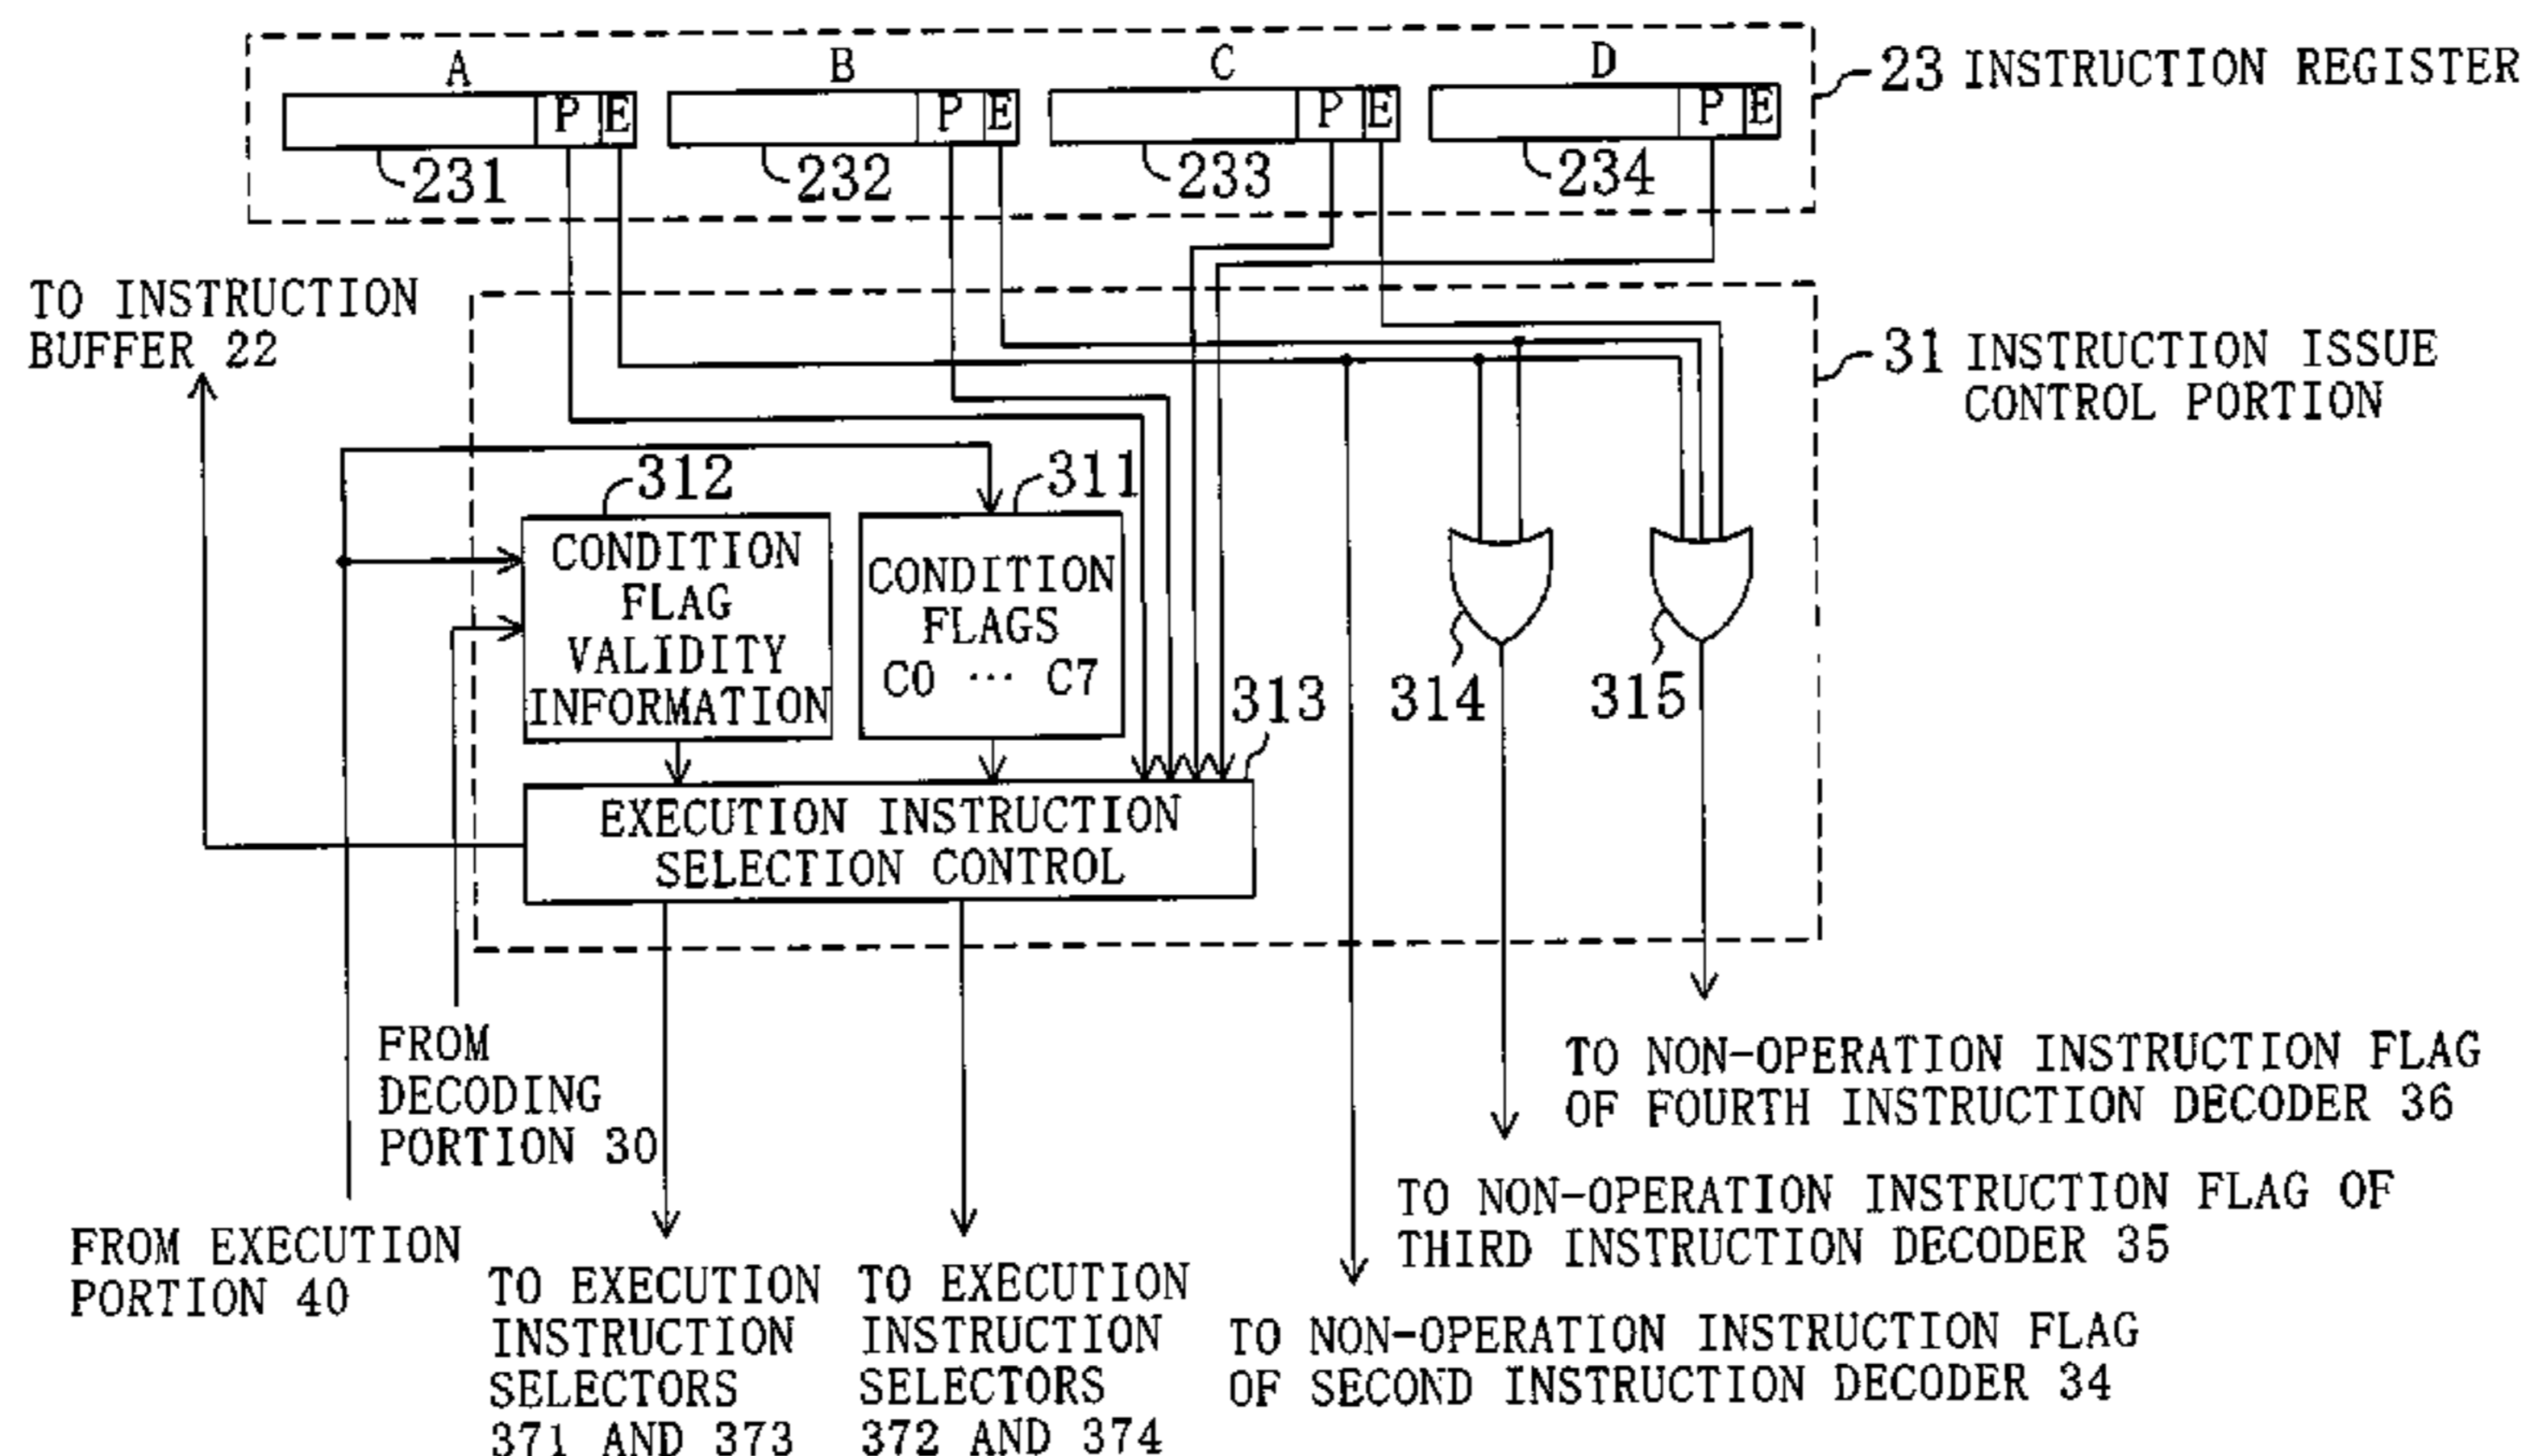 A
B
C
D
P E
P E
P E
P E
231
232
233
234
23 INSTRUCTION REGISTER
TO INSTRUCTION
BUFFER 22
31 INSTRUCTION ISSUE
CONTROL PORTION
312
311
CONDITION
FLAG
VALIDITY
INFORMATION
CONDITION
FLAGS
C0 ... C7
313
314
315
EXECUTION INSTRUCTION
SELECTION CONTROL
FROM
DECODING
PORTION 30
FROM EXECUTION
PORTION 40
TO EXECUTION
INSTRUCTION
SELECTORS
371 AND 373
TO EXECUTION
INSTRUCTION
SELECTORS
372 AND 374
TO NON-OPERATION INSTRUCTION FLAG
OF FOURTH INSTRUCTION DECODER 36
TO NON-OPERATION INSTRUCTION FLAG OF
THIRD INSTRUCTION DECODER 35
TO NON-OPERATION INSTRUCTION FLAG
OF SECOND INSTRUCTION DECODER 34